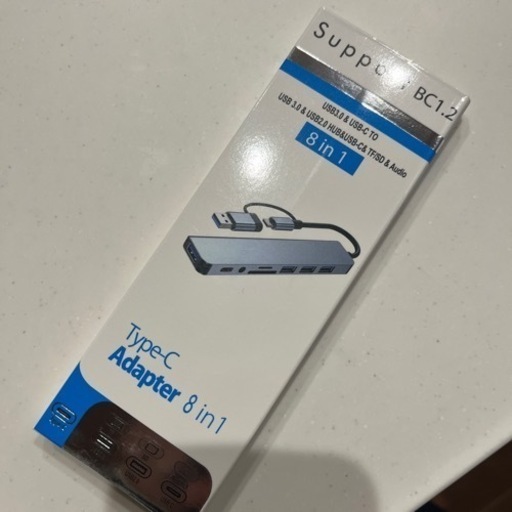 Support BC1.2
USB3.0 & USB-C TO
USB 3.0 & USB2.0 HUB&USB-C& TF/SD & Audio
8 in 1
Type-C
Adapter 8 in 1